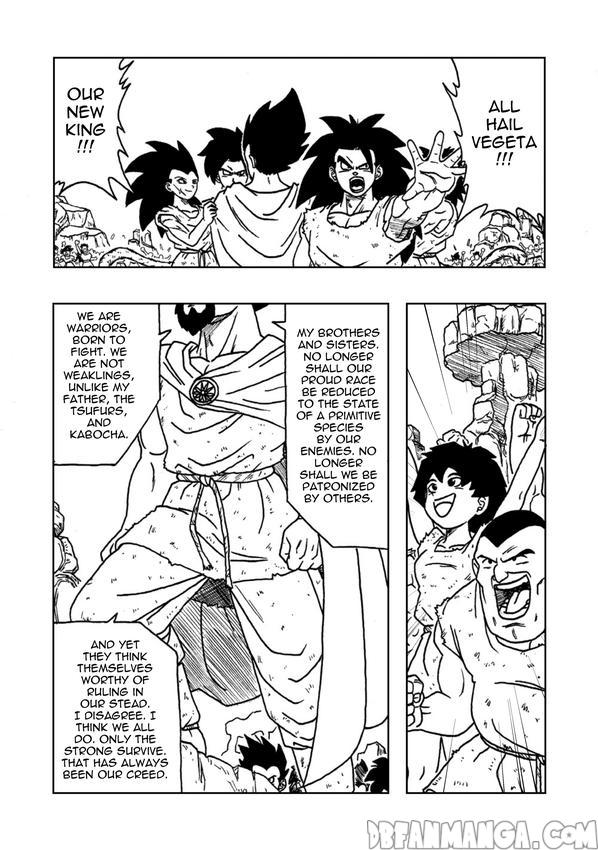 ALL
HAIL
VEGETA
!!!
OUR
NEW
KING
!!!
MY BROTHERS
AND SISTERS.
NO LONGER
SHALL OUR
PROUD RACE
BE REDUCED
TO THE STATE
OF A PRIMITIVE
SPECIES
BY OUR
ENEMIES. NO
LONGER
SHALL WE BE
PATRONIZED
BY OTHERS.
WE ARE
WARRIORS,
BORN TO
FIGHT. WE
ARE NOT
WEAKLINGS,
UNLIKE MY
FATHER, THE
TSUFURS,
AND
KABOCHA.
AND YET
THEY THINK
THEMSELVES
WORTHY OF
RULING IN
OUR STEAD.
I DISAGREE. I
THINK WE ALL
DO. ONLY THE
STRONG SURVIVE.
THAT HAS ALWAYS
BEEN OUR CREED.
DBFANMANGA.COM